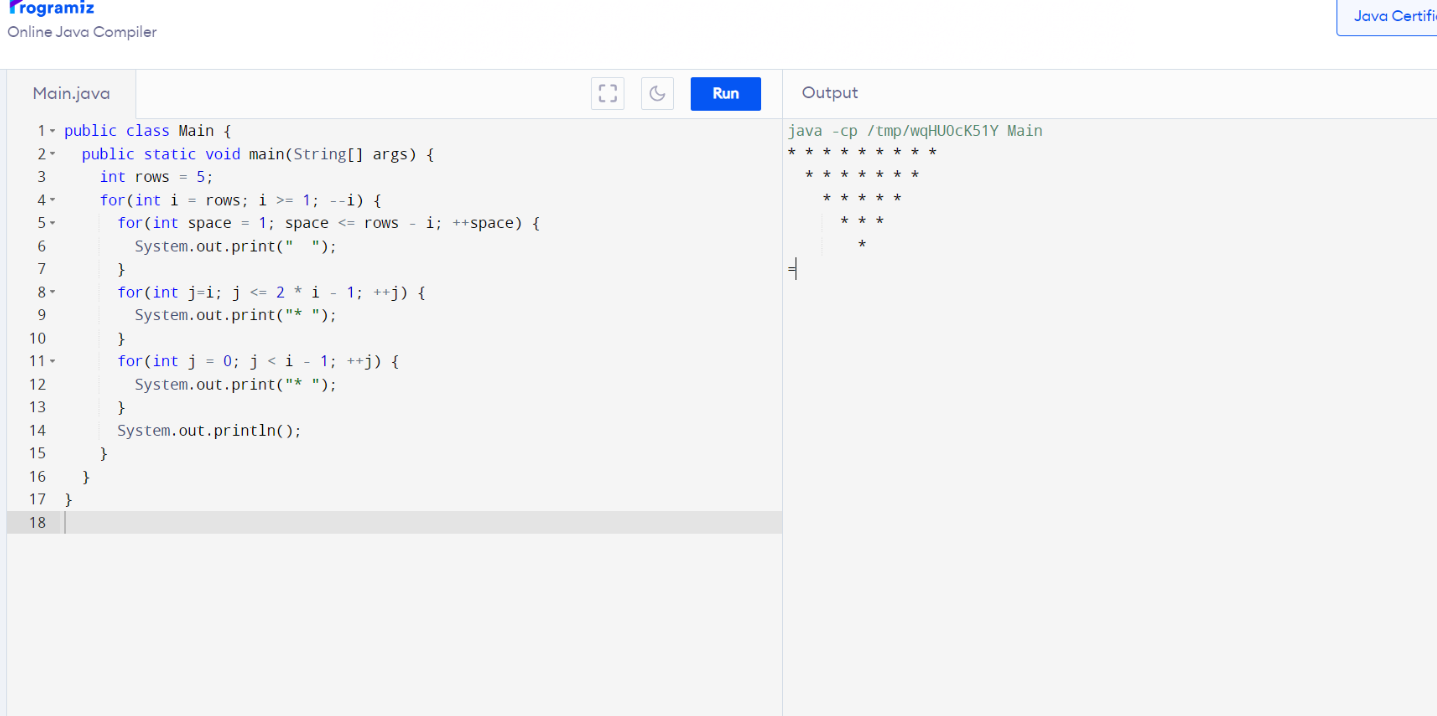 Programiz
Online Java Compiler
Java Certifi
Main.java
Run
Output
1 public class Main {
2   public static void main(String[] args) {
3     int rows = 5;
4     for(int i = rows; i >= 1; --i) {
5       for(int space = 1; space <= rows - i; ++space) {
6         System.out.print("  ");
7       }
8       for(int j=i; j <= 2 * i - 1; ++j) {
9         System.out.print("* ");
10       }
11       for(int j = 0; j < i - 1; ++j) {
12         System.out.print("* ");
13       }
14       System.out.println();
15     }
16   }
17 }
18
java -cp /tmp/wqHUOcK51Y Main
* * * * * * * * *
  * * * * * * *
    * * * * *
      * * *
        *
=